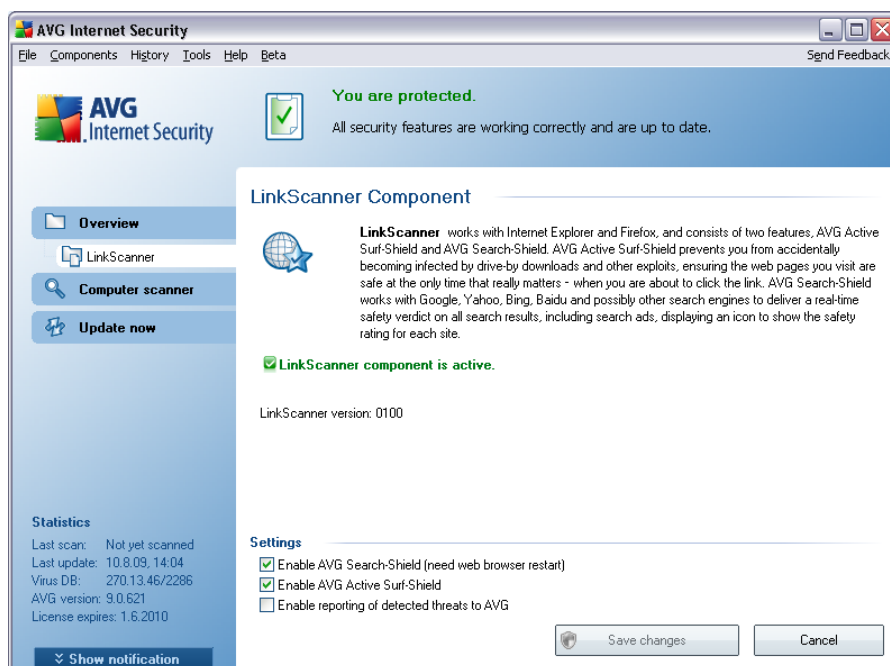 AVG Internet Security
File Components History Tools Help Beta Send Feedback
AVG
Internet Security
You are protected.
All security features are working correctly and are up to date.
Overview
LinkScanner
Computer scanner
Update now
LinkScanner Component
LinkScanner works with Internet Explorer and Firefox, and consists of two features, AVG Active
Surf-Shield and AVG Search-Shield. AVG Active Surf-Shield prevents you from accidentally
becoming infected by drive-by downloads and other exploits, ensuring the web pages you visit are
safe at the only time that really matters - when you are about to click the link. AVG Search-Shield
works with Google, Yahoo, Bing, Baidu and possibly other search engines to deliver a real-time
safety verdict on all search results, including search ads, displaying an icon to show the safety
rating for each site.
LinkScanner component is active.
LinkScanner version: 0100
Statistics
Last scan: Not yet scanned
Last update: 10.8.09, 14:04
Virus DB: 270.13.46/2286
AVG version: 9.0.621
License expires: 1.6.2010
Show notification
Settings
Enable AVG Search-Shield (need web browser restart)
Enable AVG Active Surf-Shield
Enable reporting of detected threats to AVG
Save changes Cancel